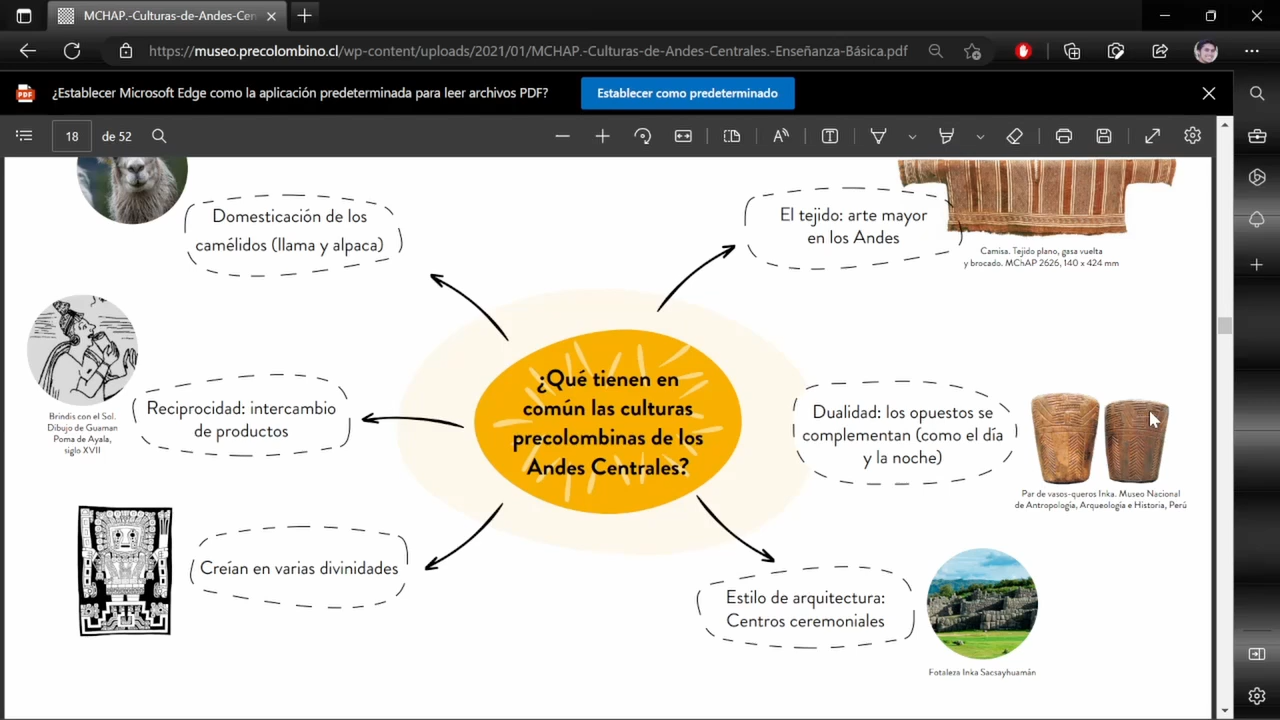 MCHAP.-Culturas-de-Andes-Cen
https://museo.precolombino.cl/wp-content/uploads/2021/01/MCHAP.-Culturas-de-Andes-Centrales.-Enseñanza-Básica.pdf
PDF
¿Establecer Microsoft Edge como la aplicación predeterminada para leer archivos PDF?
Establecer como predeterminado
18 de 52
Domesticación de los
camélidos (llama y alpaca)
El tejido: arte mayor
en los Andes
Camisa. Tejido plano, gasa vuelta
y brocado. MChAP 2626, 140 x 424 mm
¿Qué tienen en
común las culturas
precolombinas de los
Andes Centrales?
Brindis con el Sol.
Dibujo de Guaman
Poma de Ayala,
siglo XVII
Reciprocidad: intercambio
de productos
Dualidad: los opuestos se
complementan (como el día
y la noche)
Par de vasos-queros Inka. Museo Nacional
de Antropología, Arqueología e Historia, Perú
Creían en varias divinidades
Estilo de arquitectura:
Centros ceremoniales
Fotaleza Inka Sacsayhuamán